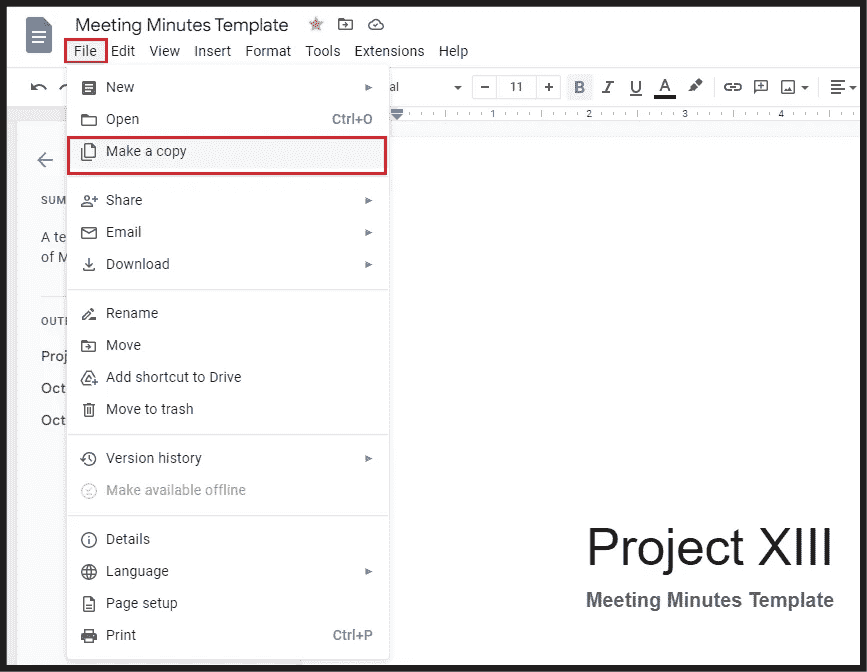 Meeting Minutes Template
File Edit View Insert Format Tools Extensions Help
11 B I U A
New
Open Ctrl+O
1 2 3 4
Make a copy
SUM
Share
A te
Email
of M
Download
Rename
OUTL
Proj
Move
Add shortcut to Drive
Oct
Move to trash
Oct
Version history
Make available offline
Details
Language
Page setup
Print Ctrl+P
Project XIII
Meeting Minutes Template